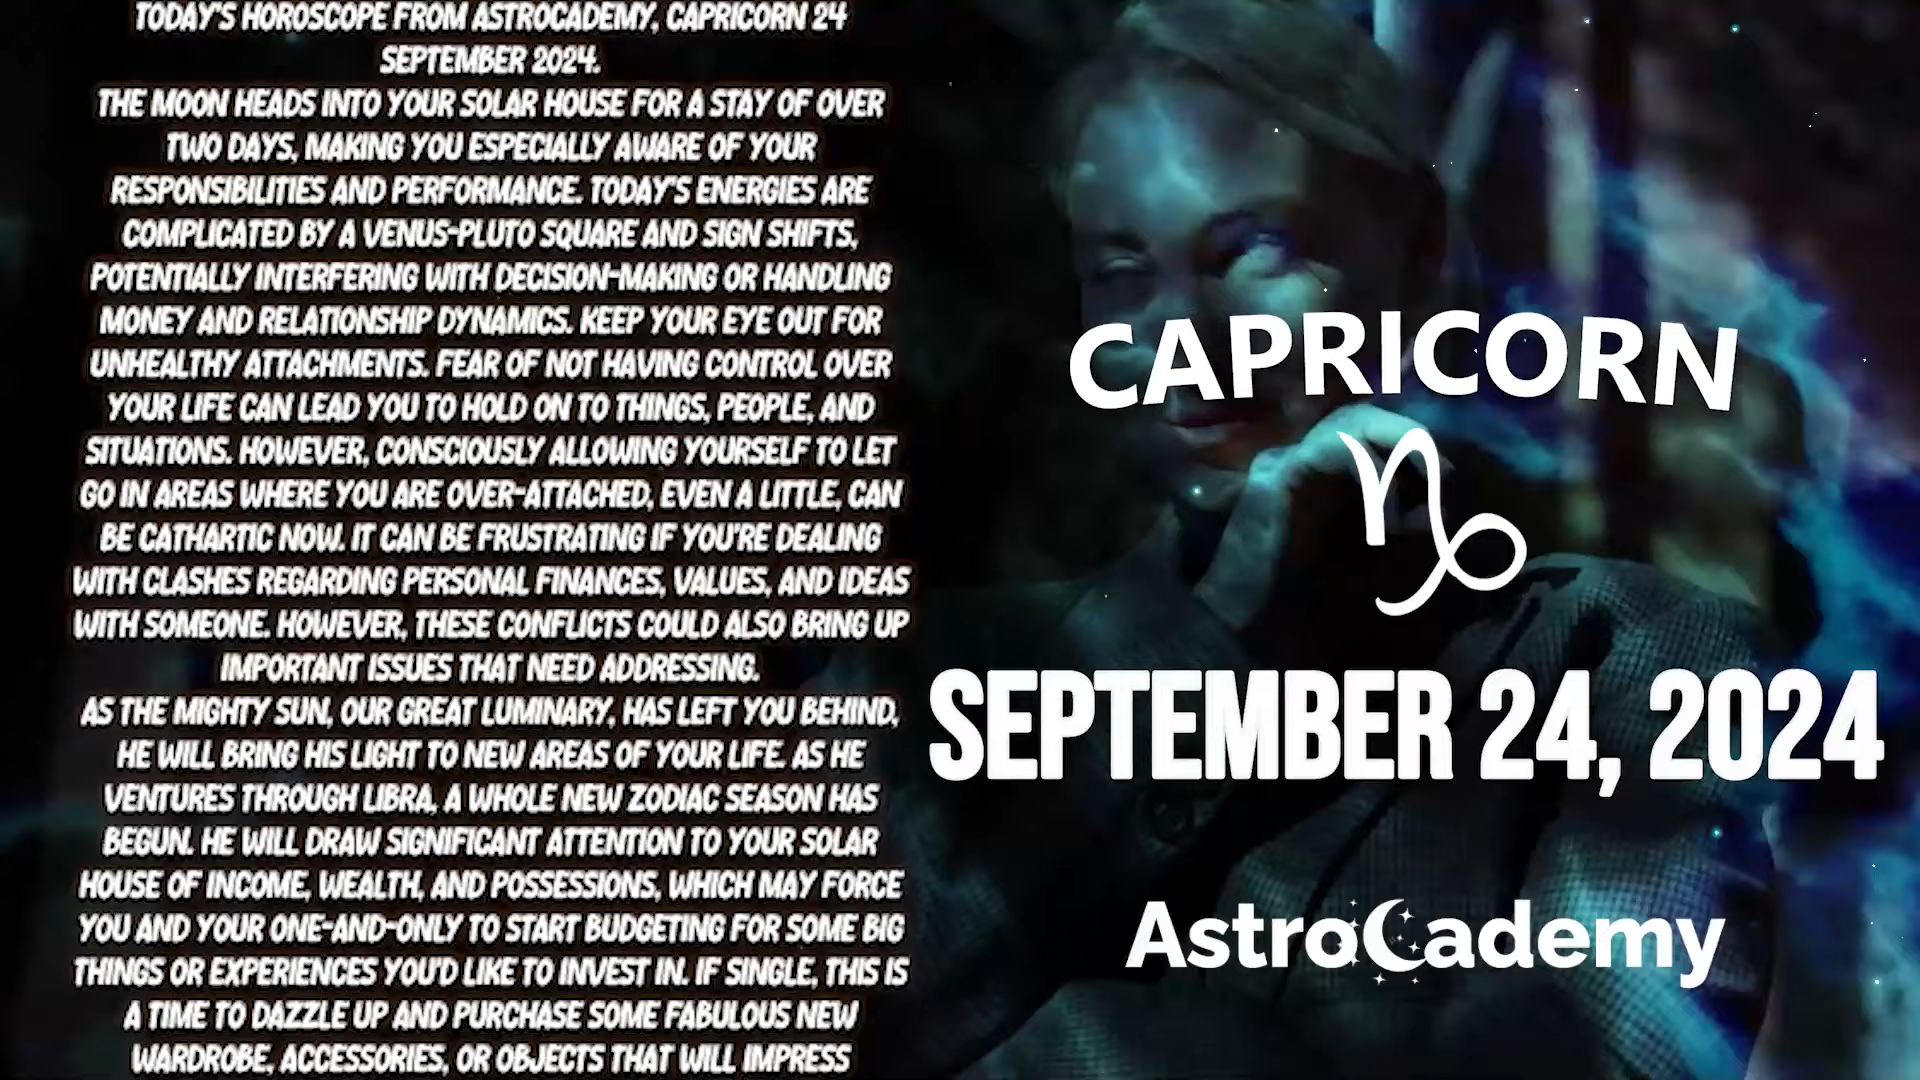 TODAY'S HOROSCOPE FROM ASTROCADEMY, CAPRICORN 24
SEPTEMBER 2024.
THE MOON HEADS INTO YOUR SOLAR HOUSE FOR A STAY OF OVER
TWO DAYS, MAKING YOU ESPECIALLY AWARE OF YOUR
RESPONSIBILITIES AND PERFORMANCE. TODAY'S ENERGIES ARE
COMPLICATED BY A VENUS-PLUTO SQUARE AND SIGN SHIFTS,
POTENTIALLY INTERFERING WITH DECISION-MAKING OR HANDLING
MONEY AND RELATIONSHIP DYNAMICS. KEEP YOUR EYE OUT FOR
UNHEALTHY ATTACHMENTS. FEAR OF NOT HAVING CONTROL OVER
YOUR LIFE CAN LEAD YOU TO HOLD ON TO THINGS, PEOPLE, AND
SITUATIONS. HOWEVER, CONSCIOUSLY ALLOWING YOURSELF TO LET
GO IN AREAS WHERE YOU ARE OVER-ATTACHED, EVEN A LITTLE, CAN
BE CATHARTIC NOW. IT CAN BE FRUSTRATING IF YOU'RE DEALING
WITH CLASHES REGARDING PERSONAL FINANCES, VALUES, AND IDEAS
WITH SOMEONE. HOWEVER, THESE CONFLICTS COULD ALSO BRING UP
IMPORTANT ISSUES THAT NEED ADDRESSING.
AS THE MIGHTY SUN, OUR GREAT LUMINARY, HAS LEFT YOU BEHIND,
HE WILL BRING HIS LIGHT TO NEW AREAS OF YOUR LIFE. AS HE
VENTURES THROUGH LIBRA, A WHOLE NEW ZODIAC SEASON HAS
BEGUN. HE WILL DRAW SIGNIFICANT ATTENTION TO YOUR SOLAR
HOUSE OF INCOME, WEALTH, AND POSSESSIONS, WHICH MAY FORCE
YOU AND YOUR ONE-AND-ONLY TO START BUDGETING FOR SOME BIG
THINGS OR EXPERIENCES YOU'D LIKE TO INVEST IN. IF SINGLE, THIS IS
A TIME TO DAZZLE UP AND PURCHASE SOME FABULOUS NEW
WARDROBE, ACCESSORIES, OR OBJECTS THAT WILL IMPRESS
CAPRICORN
♑
SEPTEMBER 24, 2024
AstroCademy